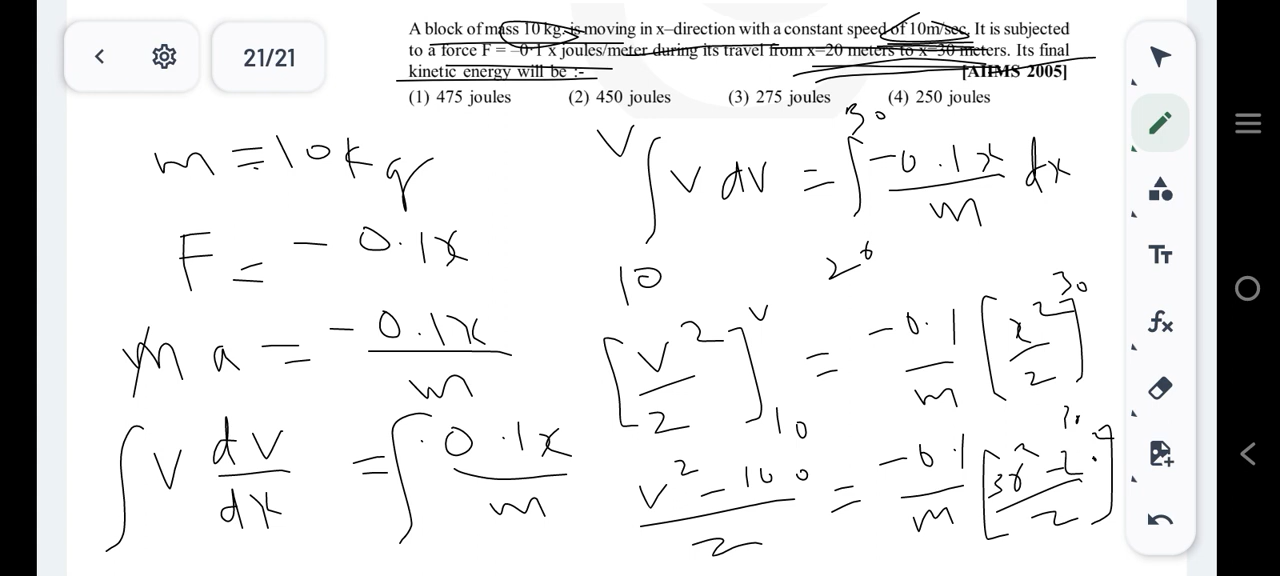 21/21
A block of mass 10 kg, is moving in x–direction with a constant speed of 10m/sec. It is subjected
to a force F = –0·1 x joules/meter during its travel from x=20 meters to x=30 meters. Its final
kinetic energy will be :- [AIIMS 2005]
(1) 475 joules (2) 450 joules (3) 275 joules (4) 250 joules
m = 10 kg
F = - 0.1x
ma = - 0.1x / m
∫ v dv/dx = ∫ 0.1x / m
∫ v dv = ∫ -0.1x / m dx
v 10 30 20
[v²/2] v 10 = -0.1/m [x²/2] 30
v² - 100 / 2 = -0.1/m [30² - 2 / 2]
Tт
fx